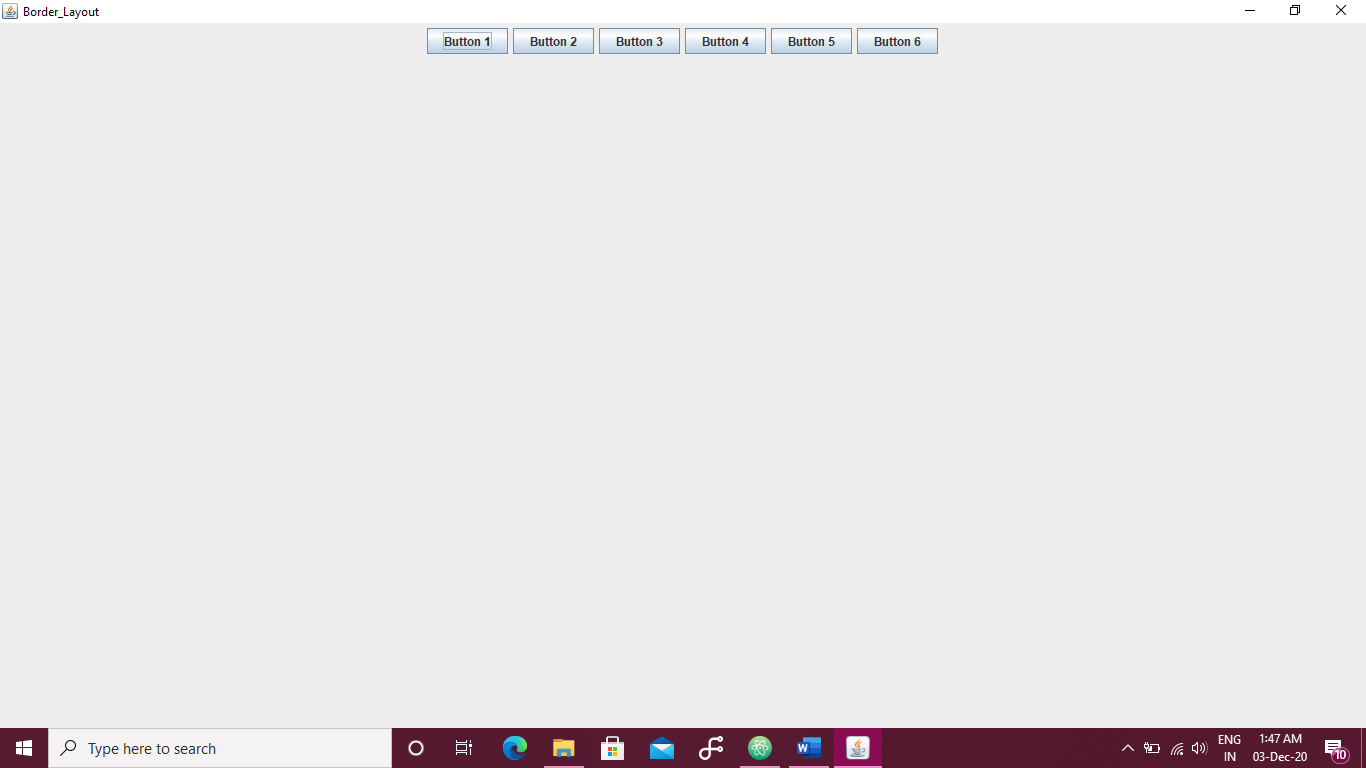 Border_Layout
Button 1 Button 2 Button 3 Button 4 Button 5 Button 6
Type here to search
ENG
IN
1:47 AM
03-Dec-20
10